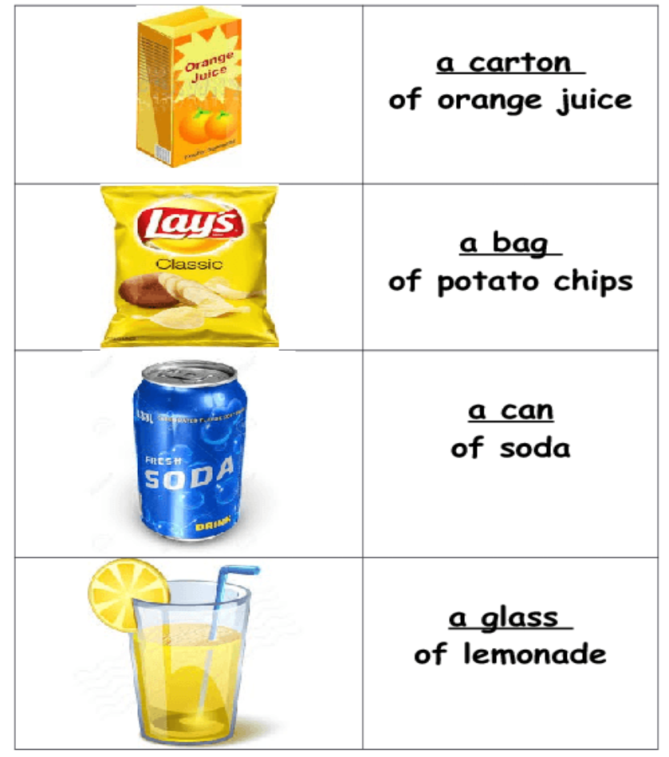 Orange
Juice
a carton
of orange juice
Lay's
Classic
a bag
of potato chips
FRESH
SODA
DRINK
a can
of soda
a glass
of lemonade